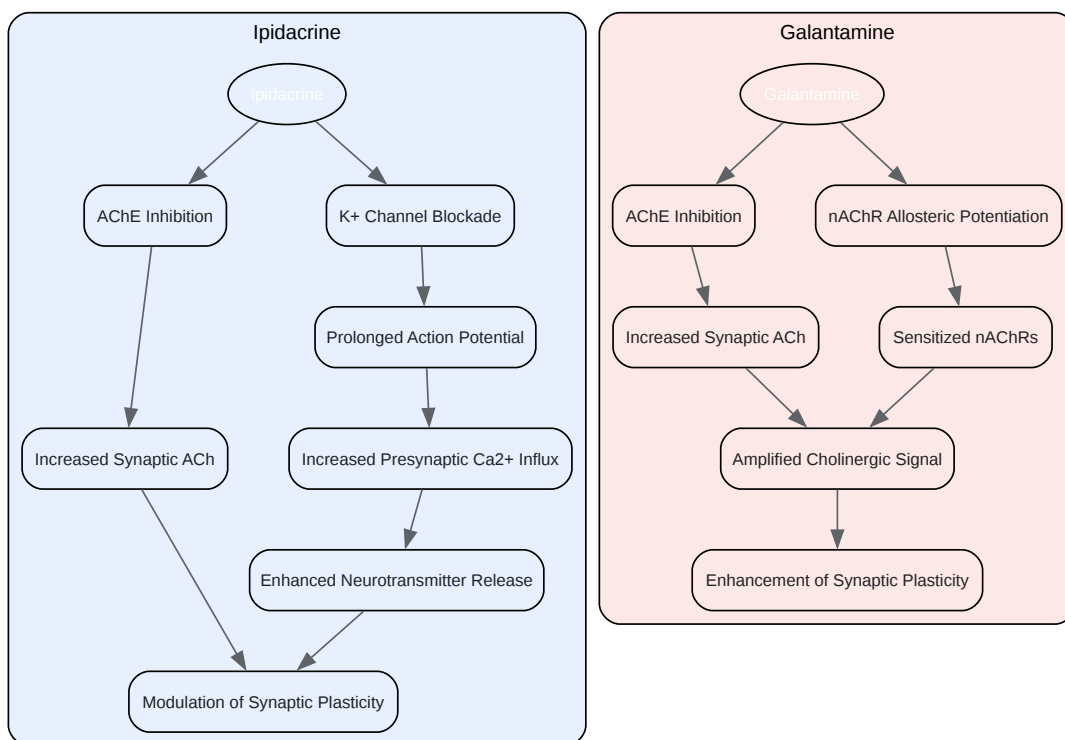 Ipidacrine
Ipidacrine
AChE Inhibition
K+ Channel Blockade
Prolonged Action Potential
Increased Synaptic ACh
Increased Presynaptic Ca2+ Influx
Enhanced Neurotransmitter Release
Modulation of Synaptic Plasticity
Galantamine
Galantamine
AChE Inhibition
nAChR Allosteric Potentiation
Increased Synaptic ACh
Sensitized nAChRs
Amplified Cholinergic Signal
Enhancement of Synaptic Plasticity